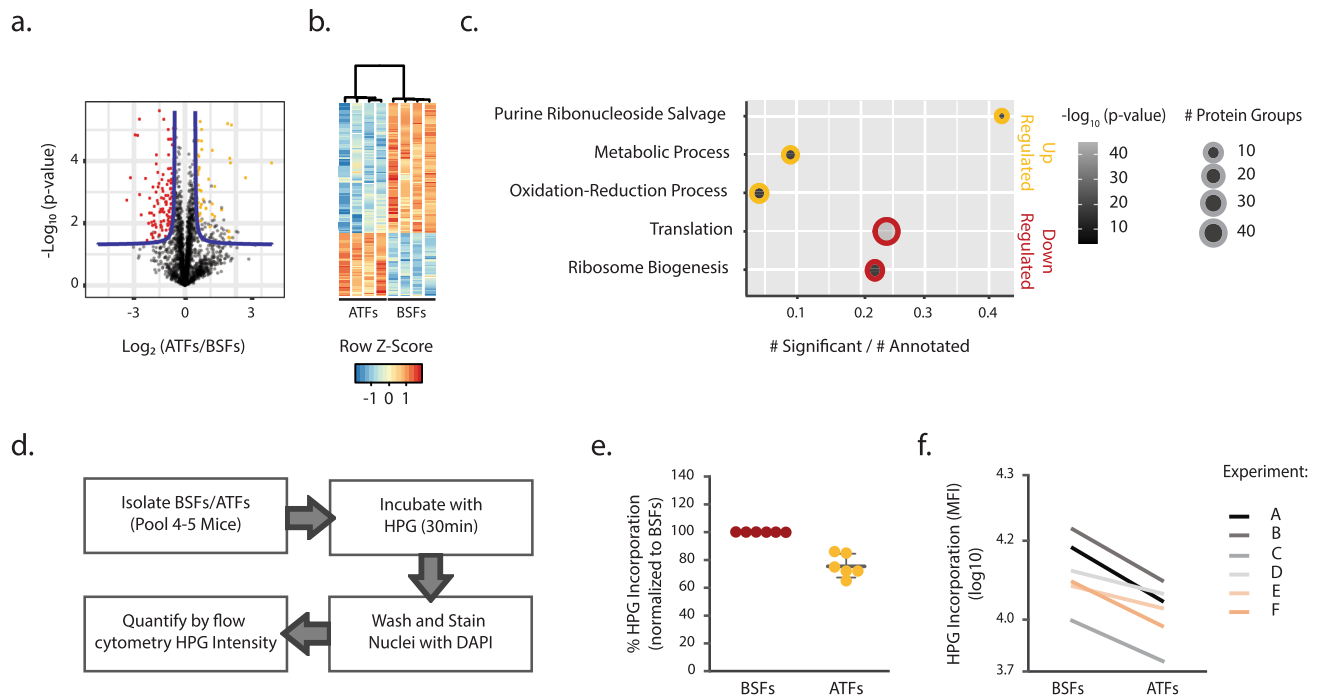 a.
-Log₁₀ (p-value)
4
2
0
-3
0
3
Log₂ (ATFs/BSFs)
b.
ATFs
BSFs
Row Z-Score
-1 0 1
c.
Purine Ribonucleoside Salvage
Metabolic Process
Oxidation-Reduction Process
Translation
Ribosome Biogenesis
Up
Regulated
Down
Regulated
0.1
0.2
0.3
0.4
# Significant / # Annotated
-log₁₀ (p-value)
40
30
20
10
# Protein Groups
10
20
30
40
d.
Isolate BSFs/ATFs
(Pool 4-5 Mice)
Incubate with
HPG (30min)
Wash and Stain
Nuclei with DAPI
Quantify by flow
cytometry HPG Intensity
e.
% HPG Incorporation
(normalized to BSFs)
140
120
100
80
60
40
20
0
BSFs
ATFs
f.
HPG Incorporation (MFI)
(log10)
4.3
4.2
4.0
3.7
BSFs
ATFs
Experiment:
A
B
C
D
E
F